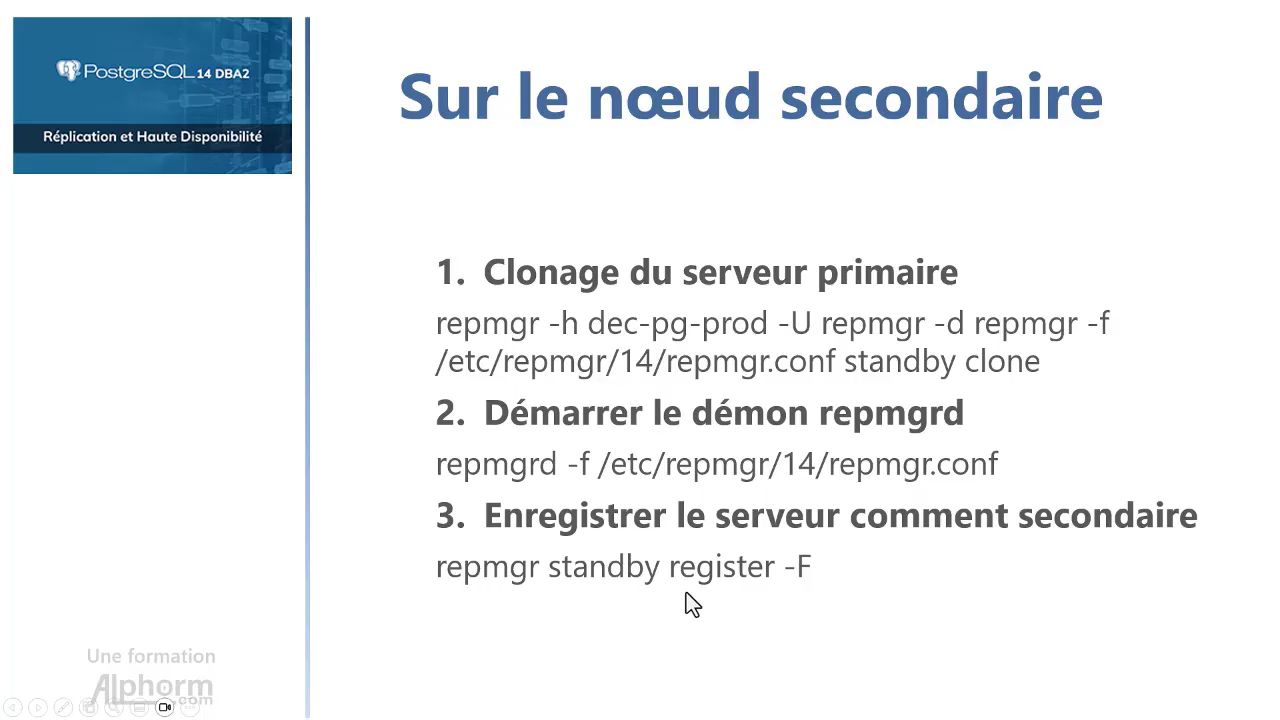 PostgreSQL 14 DBA2
Réplication et Haute Disponibilité
Sur le nœud secondaire
1. Clonage du serveur primaire
repmgr -h dec-pg-prod -U repmgr -d repmgr -f
/etc/repmgr/14/repmgr.conf standby clone
2. Démarrer le démon repmgrd
repmgrd -f /etc/repmgr/14/repmgr.conf
3. Enregistrer le serveur comment secondaire
repmgr standby register -F
Une formation
Alphorm
.com